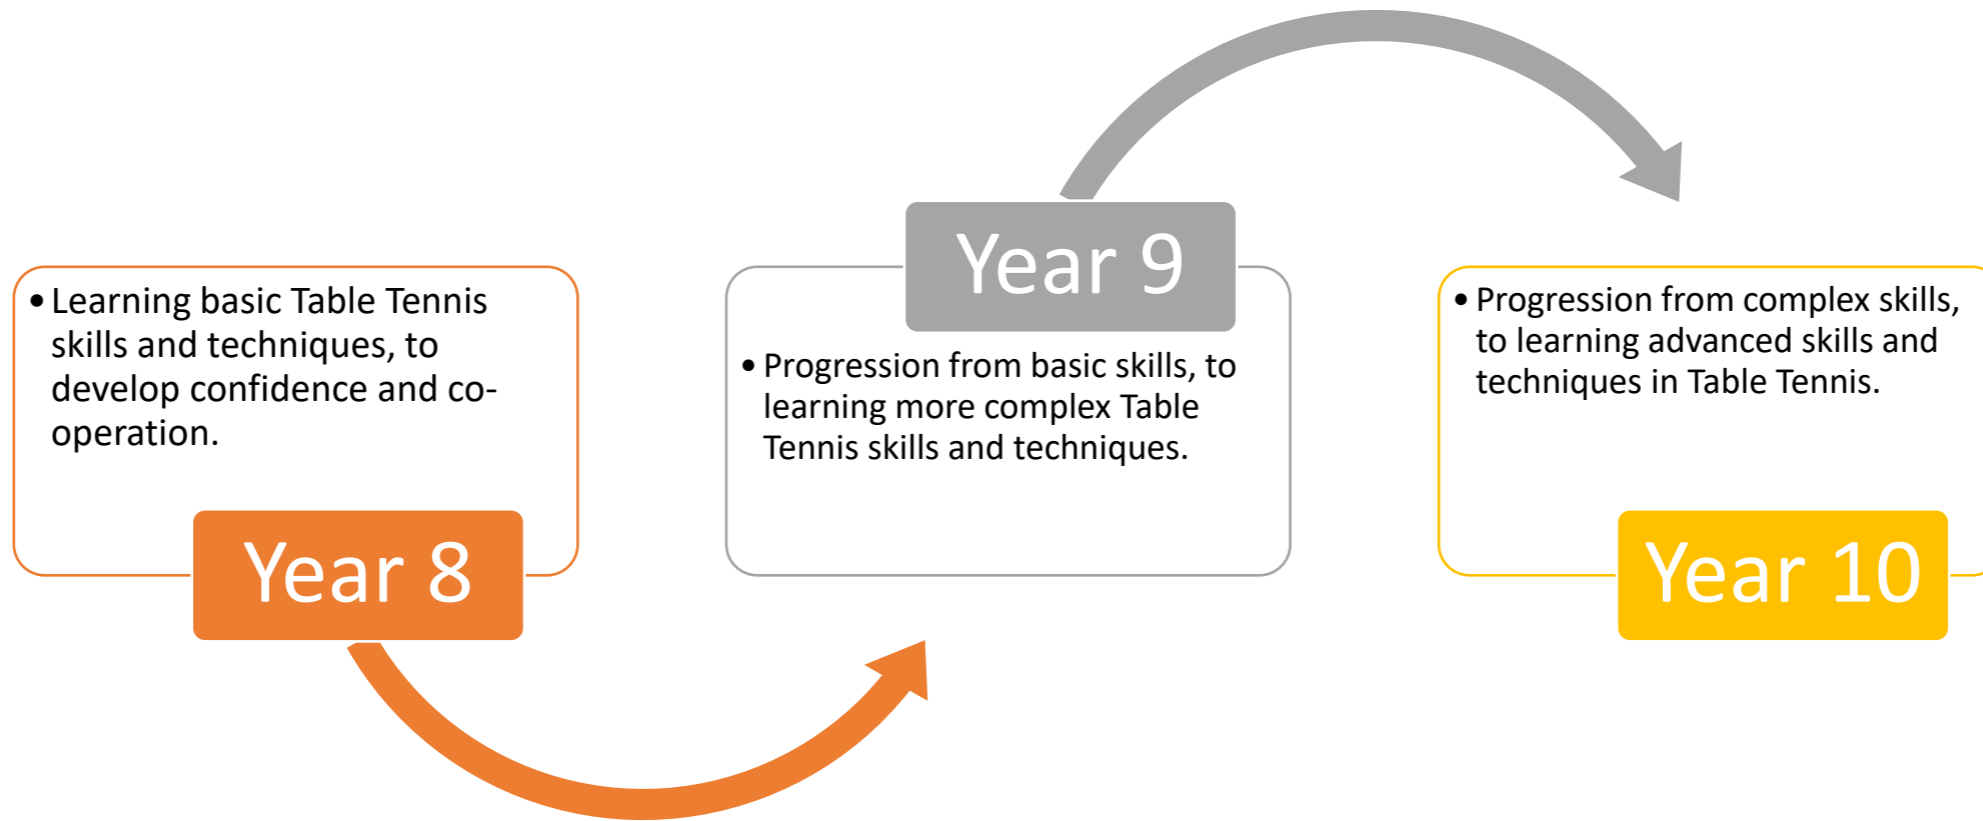 • Learning basic Table Tennis
skills and techniques, to
develop confidence and co-
operation.
Year 8
Year 9
• Progression from basic skills, to
learning more complex Table
Tennis skills and techniques.
• Progression from complex skills,
to learning advanced skills and
techniques in Table Tennis.
Year 10